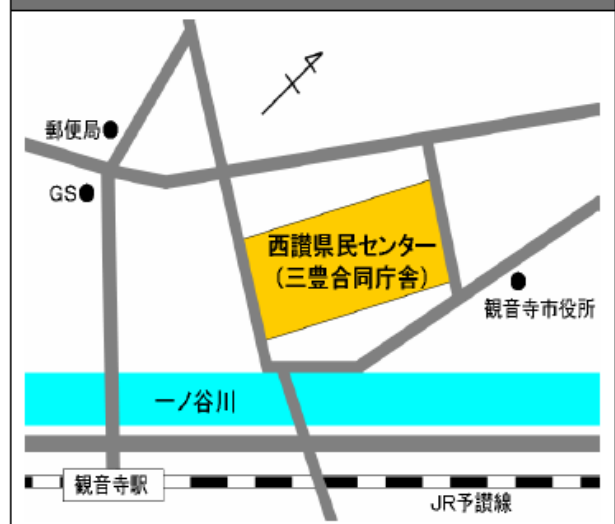 郵便局
GS
西讃県民センター
（三豊合同庁舎）
観音寺市役所
一ノ谷川
観音寺駅
JR予讃線